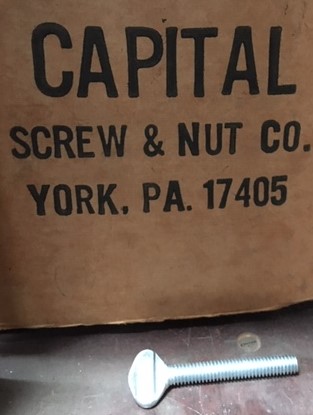 CAPITAL
SCREW & NUT CO.
YORK, PA. 17405